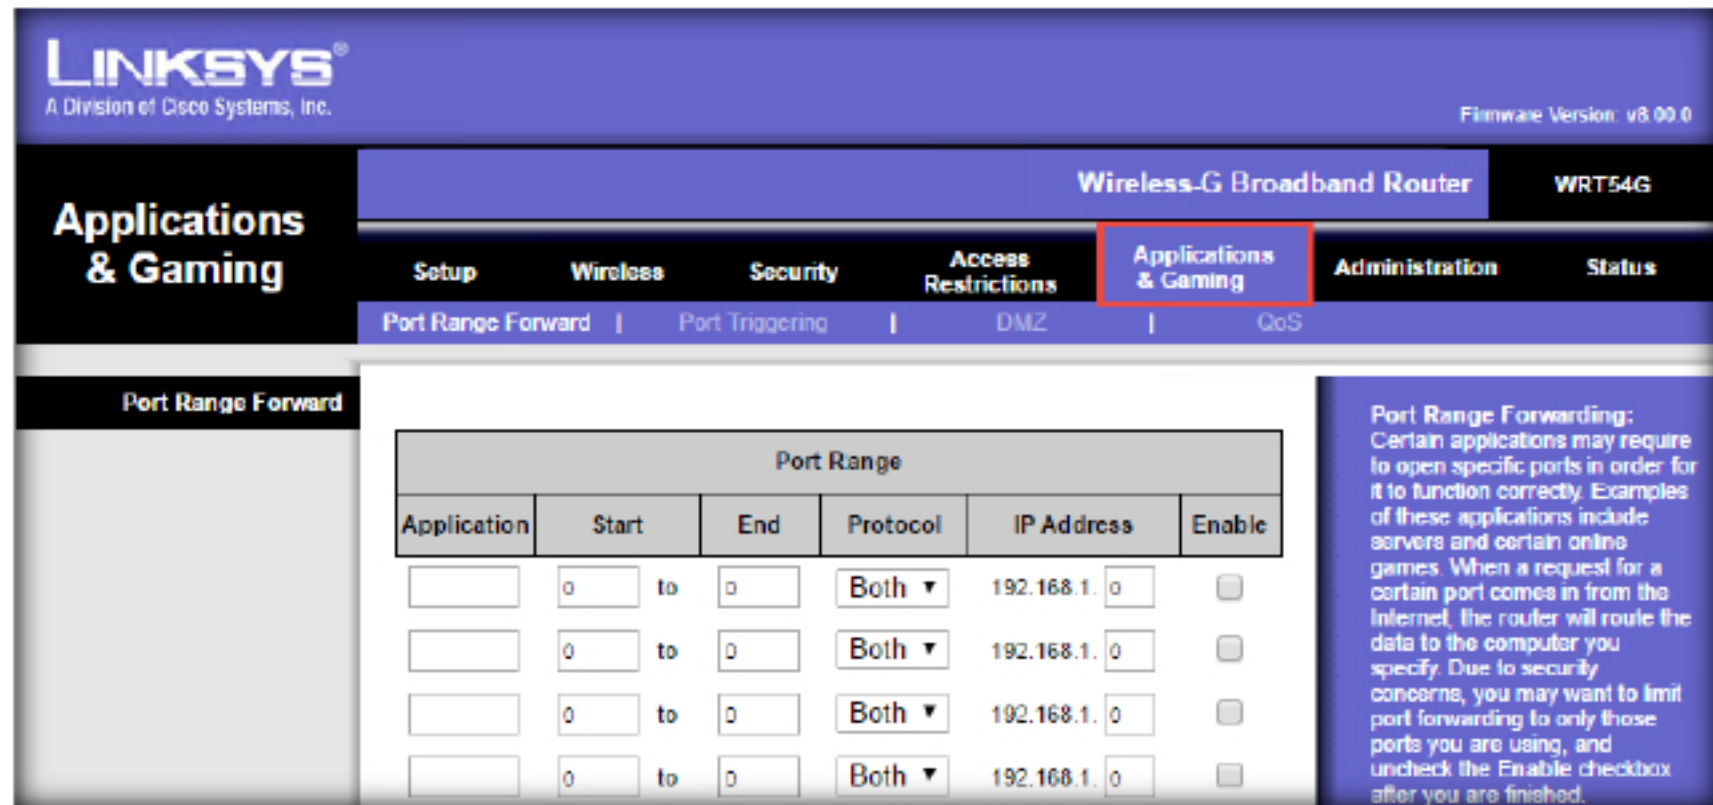 LINKSYS®
A Division of Cisco Systems, Inc.
Firmware Version: v8.00.0
Wireless-G Broadband Router
WRT54G
Applications
& Gaming
Setup
Wireless
Security
Access
Restrictions
Applications
& Gaming
Administration
Status
Port Range Forward | Port Triggering | DMZ | QoS
Port Range Forward
Port Range
Application Start End Protocol IP Address Enable
0 to 0 Both ▼ 192.168.1. 0
0 to 0 Both ▼ 192.168.1. 0
0 to 0 Both ▼ 192.168.1. 0
0 to 0 Both ▼ 192.168.1. 0
Port Range Forwarding:
Certain applications may require
to open specific ports in order for
it to function correctly. Examples
of these applications include
servers and certain online
games. When a request for a
certain port comes in from the
Internet, the router will route the
data to the computer you
specify. Due to security
concerns, you may want to limit
port forwarding to only those
ports you are using, and
uncheck the Enable checkbox
after you are finished.